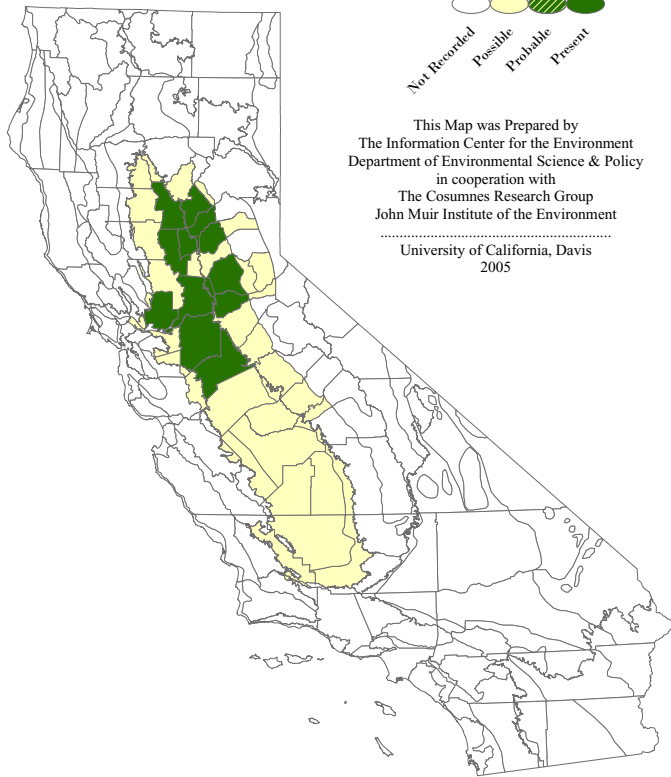 Not Recorded
Possible
Probable
Present
This Map was Prepared by
The Information Center for the Environment
Department of Environmental Science & Policy
in cooperation with
The Cosumnes Research Group
John Muir Institute of the Environment
..........................................................
University of California, Davis
2005